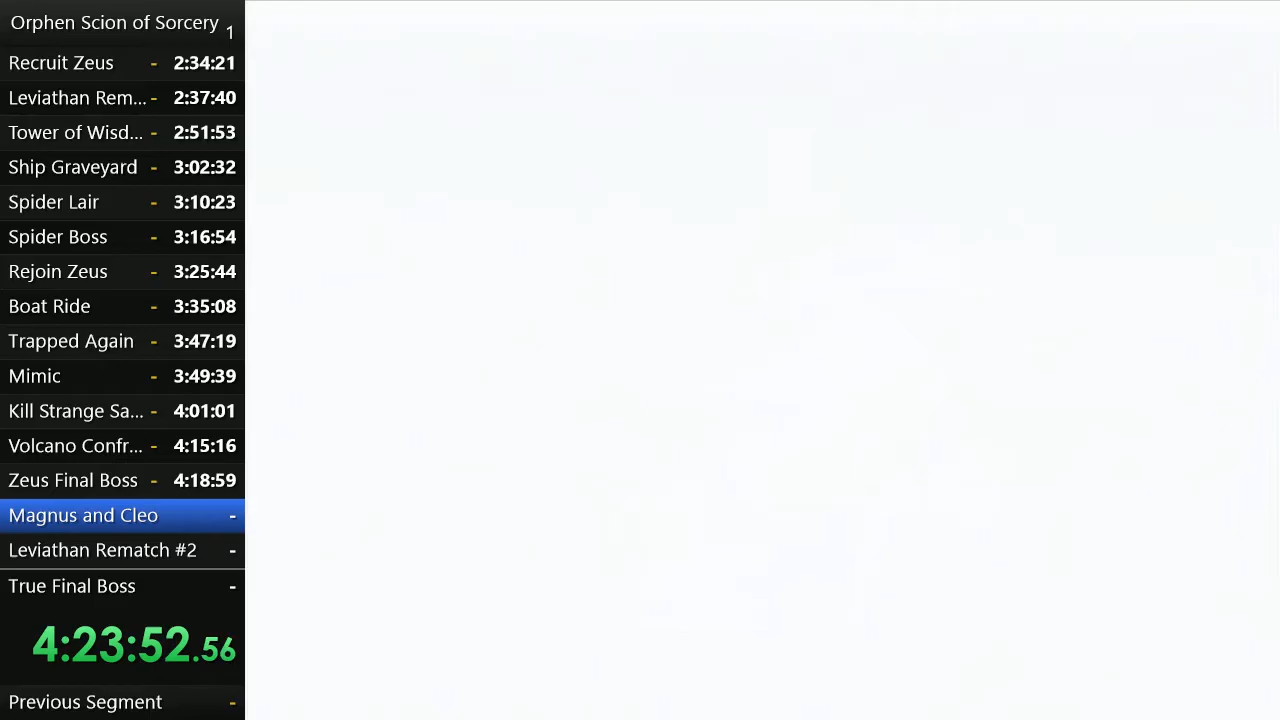 Orphen Scion of Sorcery 1
Recruit Zeus - 2:34:21
Leviathan Rem... - 2:37:40
Tower of Wisd... - 2:51:53
Ship Graveyard - 3:02:32
Spider Lair - 3:10:23
Spider Boss - 3:16:54
Rejoin Zeus - 3:25:44
Boat Ride - 3:35:08
Trapped Again - 3:47:19
Mimic - 3:49:39
Kill Strange Sa... - 4:01:01
Volcano Confr... - 4:15:16
Zeus Final Boss - 4:18:59
Magnus and Cleo -
Leviathan Rematch #2 -
True Final Boss -
4:23:52.56
Previous Segment -